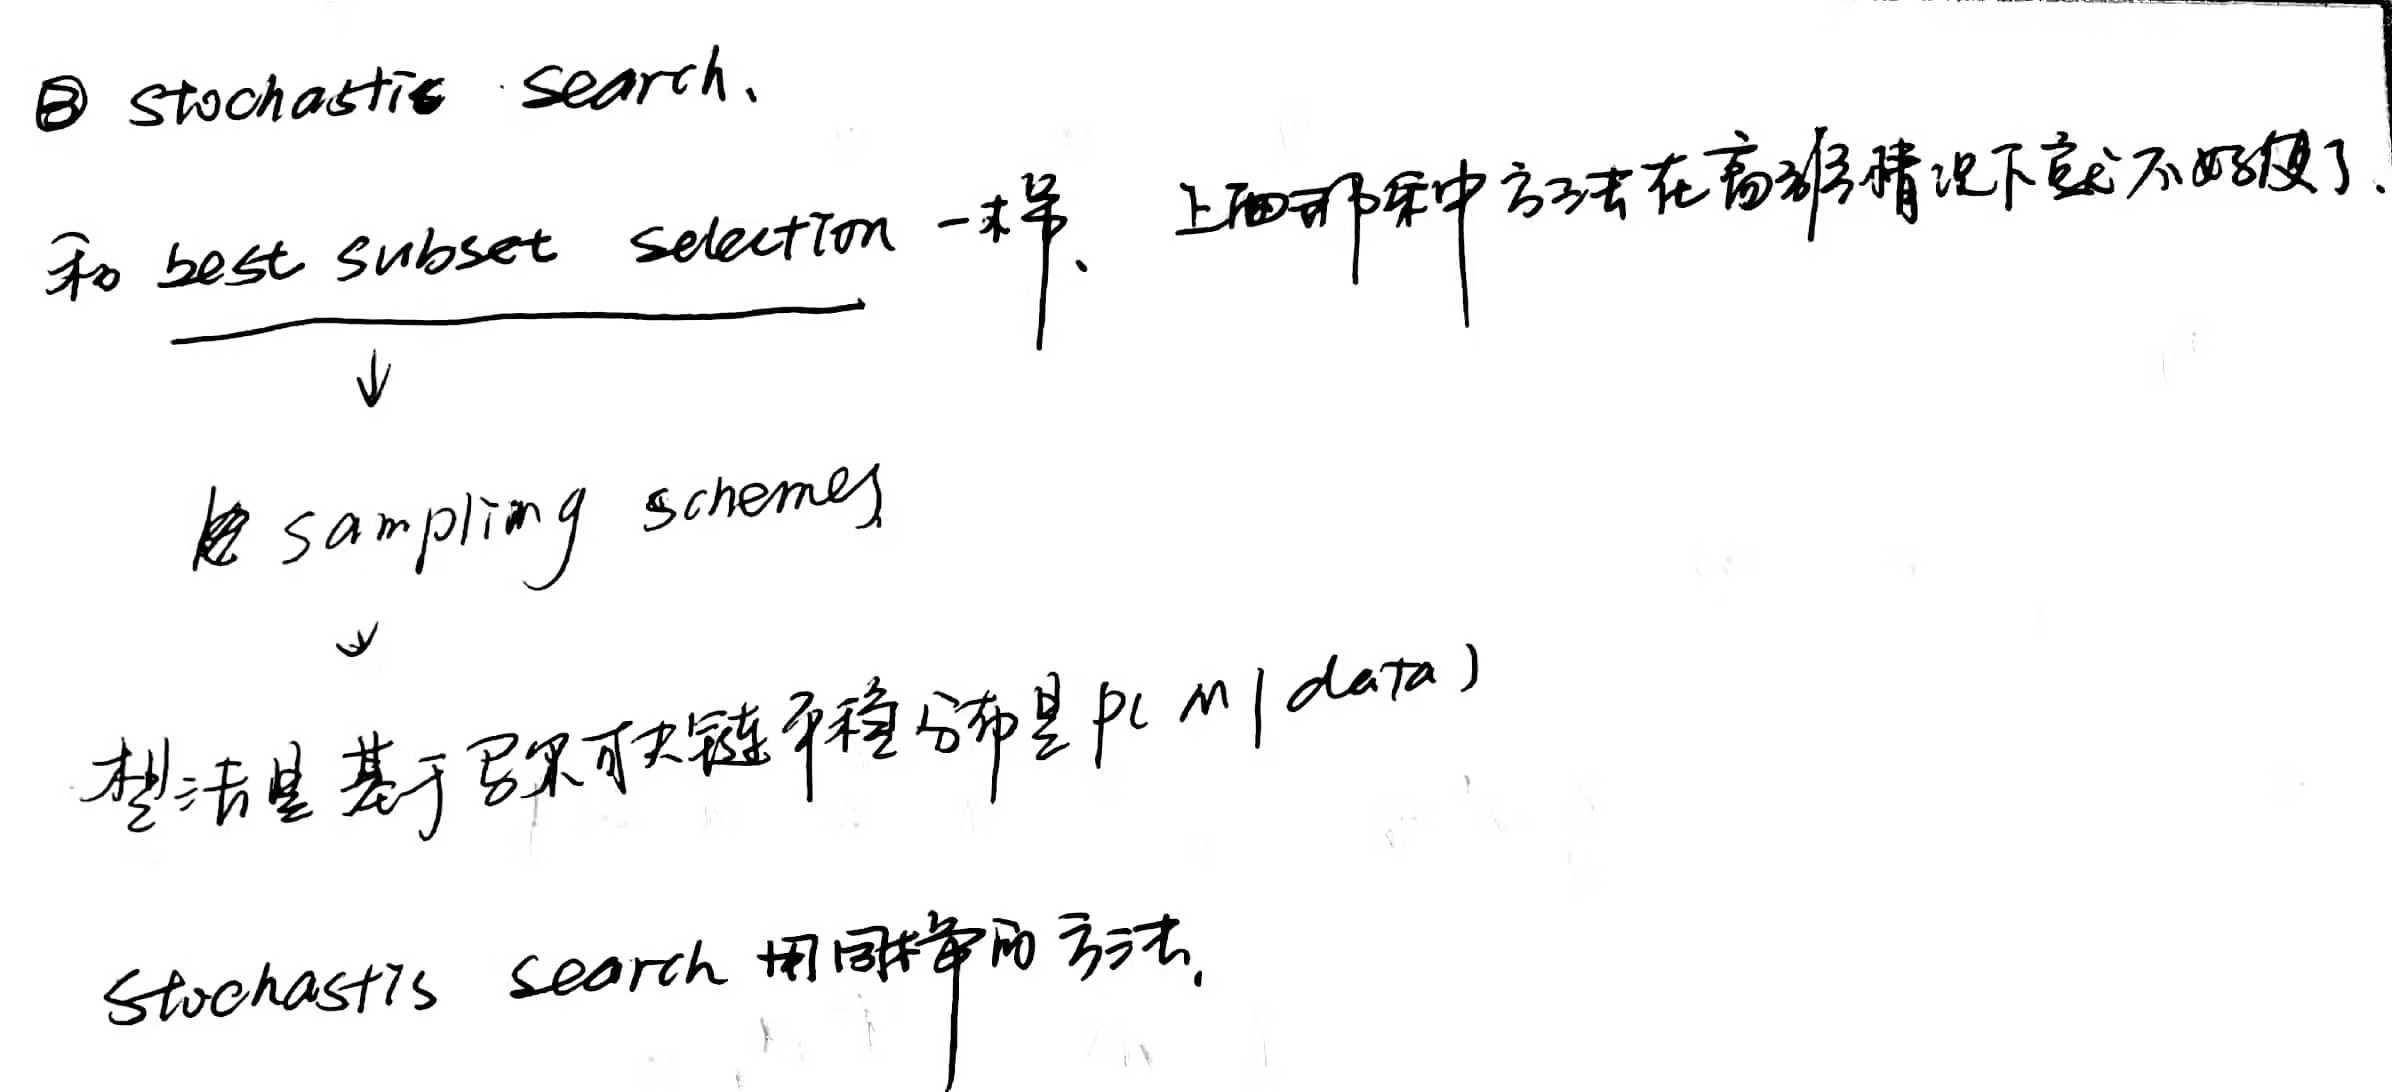 ③ stochastic search、
和 best subset selection 一样、 上面那种方法在高维情况下就不好使了、
↓
sampling schemes
↓
想法是基于马尔可夫链平稳分布是 p( M | data )
stochastis search 用同样的方法、